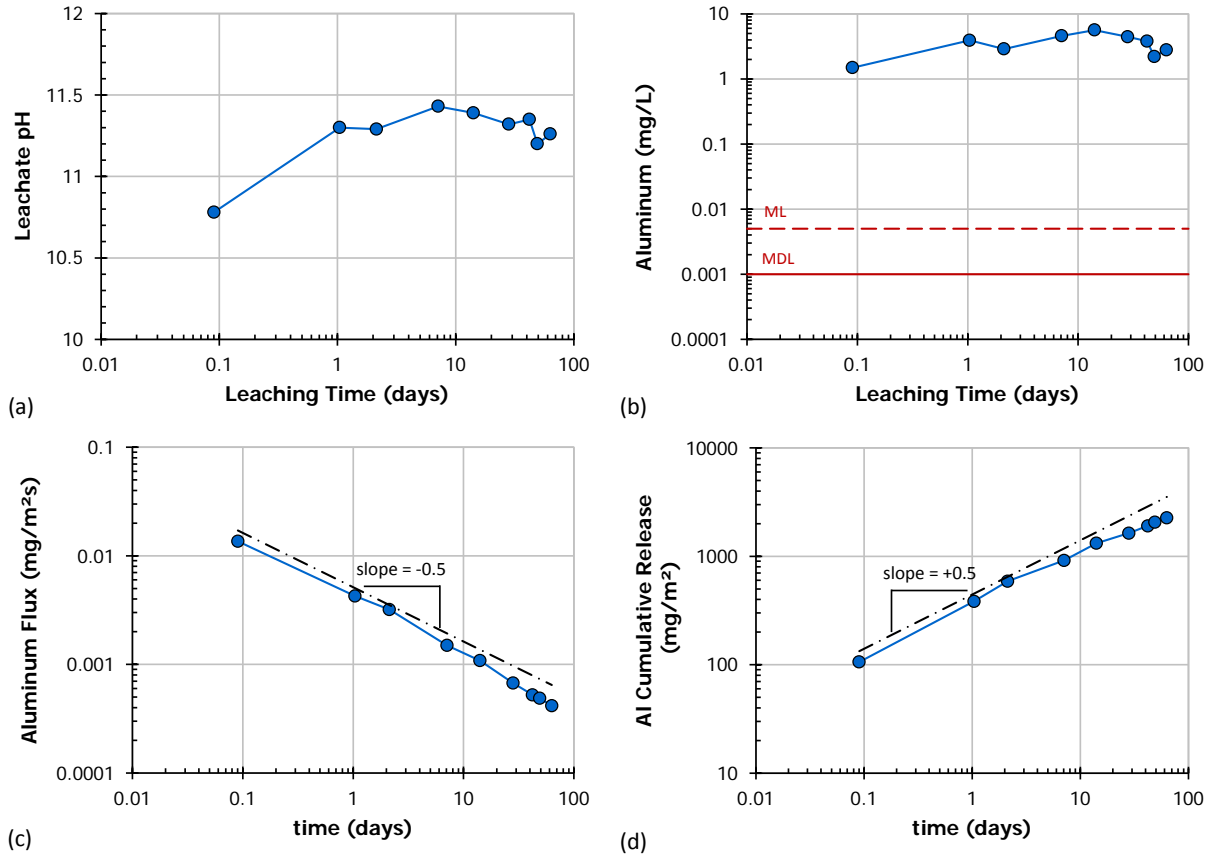 Leachate pH
12
11.5
11
10.5
10
0.01 0.1 1 10 100
Leaching Time (days)
(a)
Aluminum (mg/L)
10
1
0.1
0.01
0.001
0.0001
ML
MDL
0.01 0.1 1 10 100
Leaching Time (days)
(b)
Aluminum Flux (mg/m²s)
0.1
0.01
0.001
0.0001
slope = -0.5
0.01 0.1 1 10 100
time (days)
(c)
Al Cumulative Release
(mg/m²)
10000
1000
100
10
slope = +0.5
0.01 0.1 1 10 100
time (days)
(d)